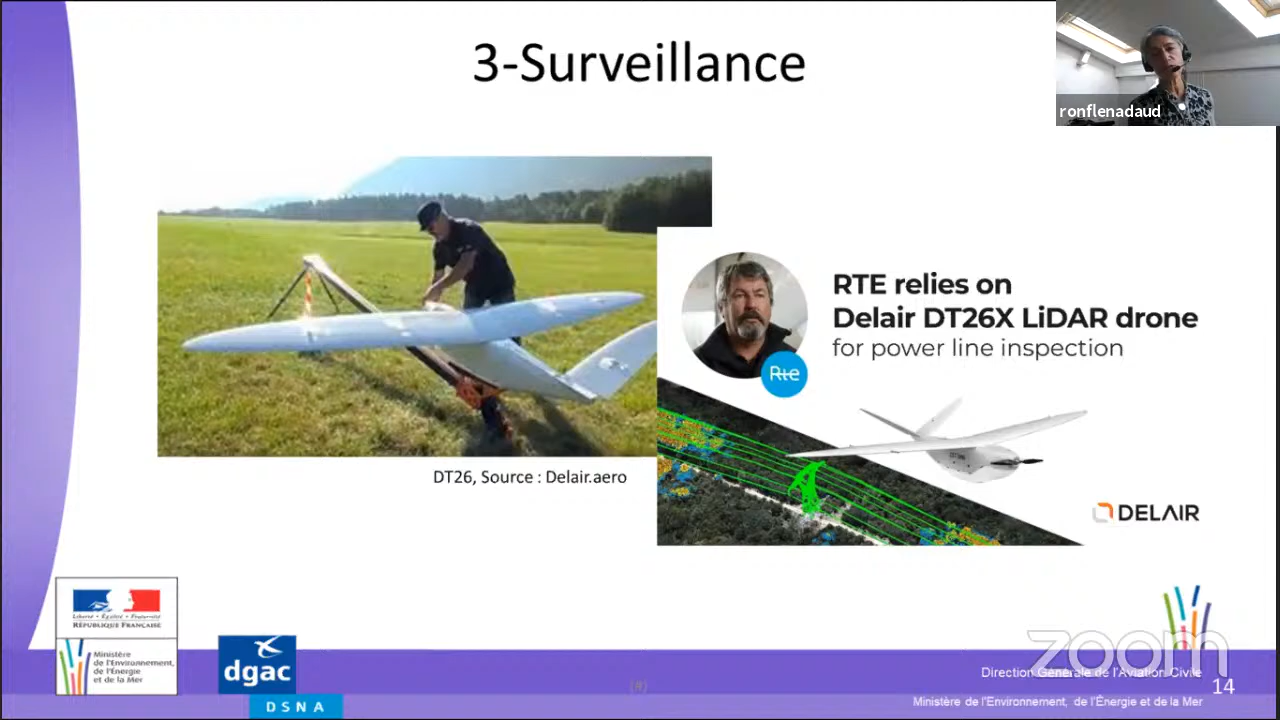 3-Surveillance
ronflenadaud
RTE relies on
Delair DT26X LiDAR drone
for power line inspection
Rte
DT26, Source : Delair.aero
DELAIR
Liberté • Égalité • Fraternité
RÉPUBLIQUE FRANÇAISE
Ministère
de l'Environnement,
de l'Énergie
et de la Mer
dgac
DSNA
zoom
Direction Générale de l'Aviation Civile
14
Ministère de l'Environnement, de l'Énergie et de la Mer